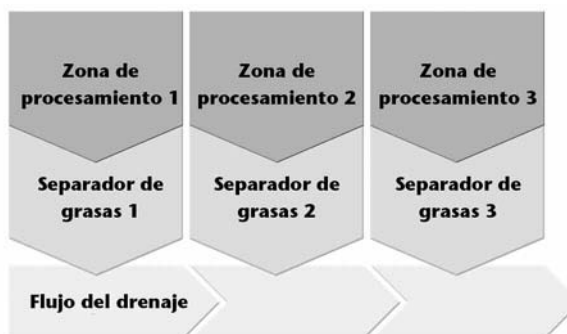 Zona de
procesamiento 1
Zona de
procesamiento 2
Zona de
procesamiento 3
Separador de
grasas 1
Separador de
grasas 2
Separador de
grasas 3
Flujo del drenaje